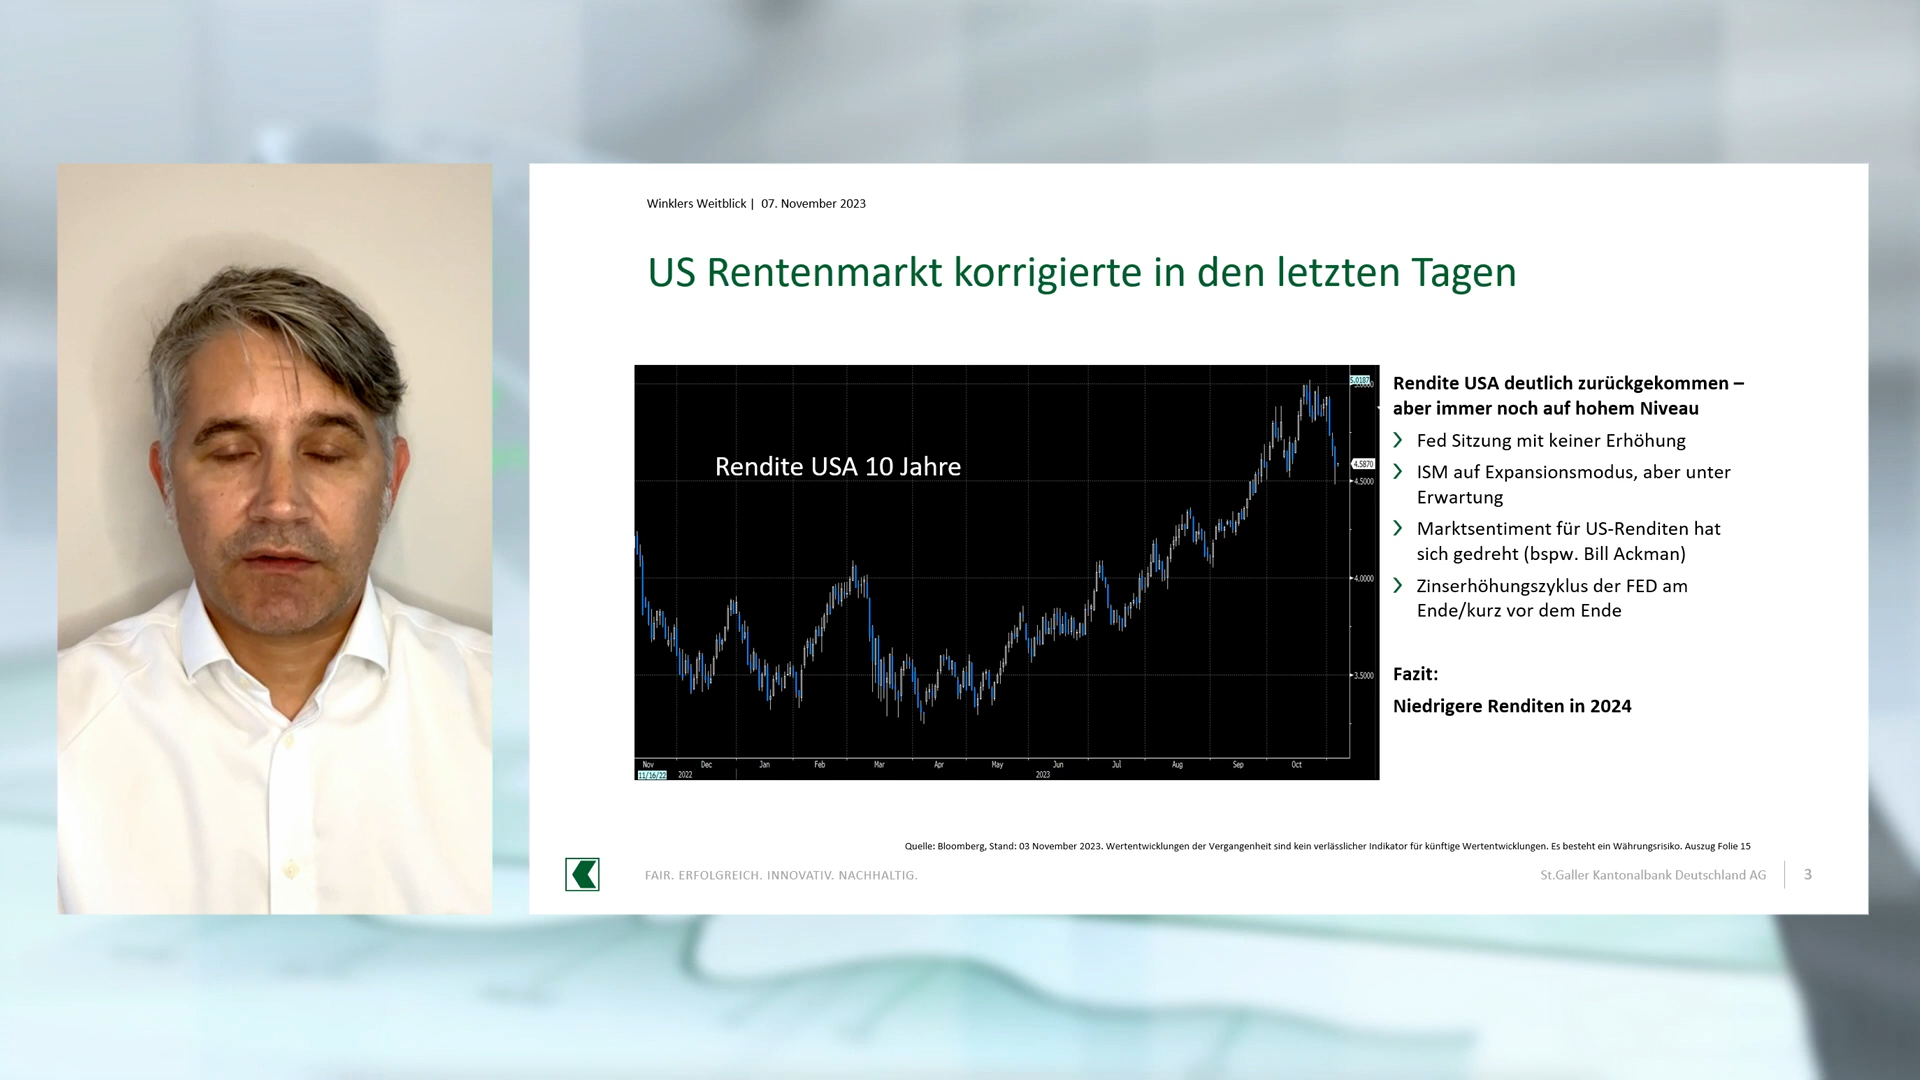 Winklers Weitblick | 07. November 2023
US Rentenmarkt korrigierte in den letzten Tagen
Rendite USA 10 Jahre
5.0187
4.5870
4.5000
4.0000
3.5000
Nov Dec Jan Feb Mar Apr May Jun Jul Aug Sep Oct
11/16/22 2022 2023
Rendite USA deutlich zurückgekommen –
aber immer noch auf hohem Niveau
Fed Sitzung mit keiner Erhöhung
ISM auf Expansionsmodus, aber unter
Erwartung
Marktsentiment für US-Renditen hat
sich gedreht (bspw. Bill Ackman)
Zinserhöhungszyklus der FED am
Ende/kurz vor dem Ende
Fazit:
Niedrigere Renditen in 2024
Quelle: Bloomberg, Stand: 03 November 2023. Wertentwicklungen der Vergangenheit sind kein verlässlicher Indikator für künftige Wertentwicklungen. Es besteht ein Währungsrisiko. Auszug Folie 15
FAIR. ERFOLGREICH. INNOVATIV. NACHHALTIG.
St.Galler Kantonalbank Deutschland AG 3